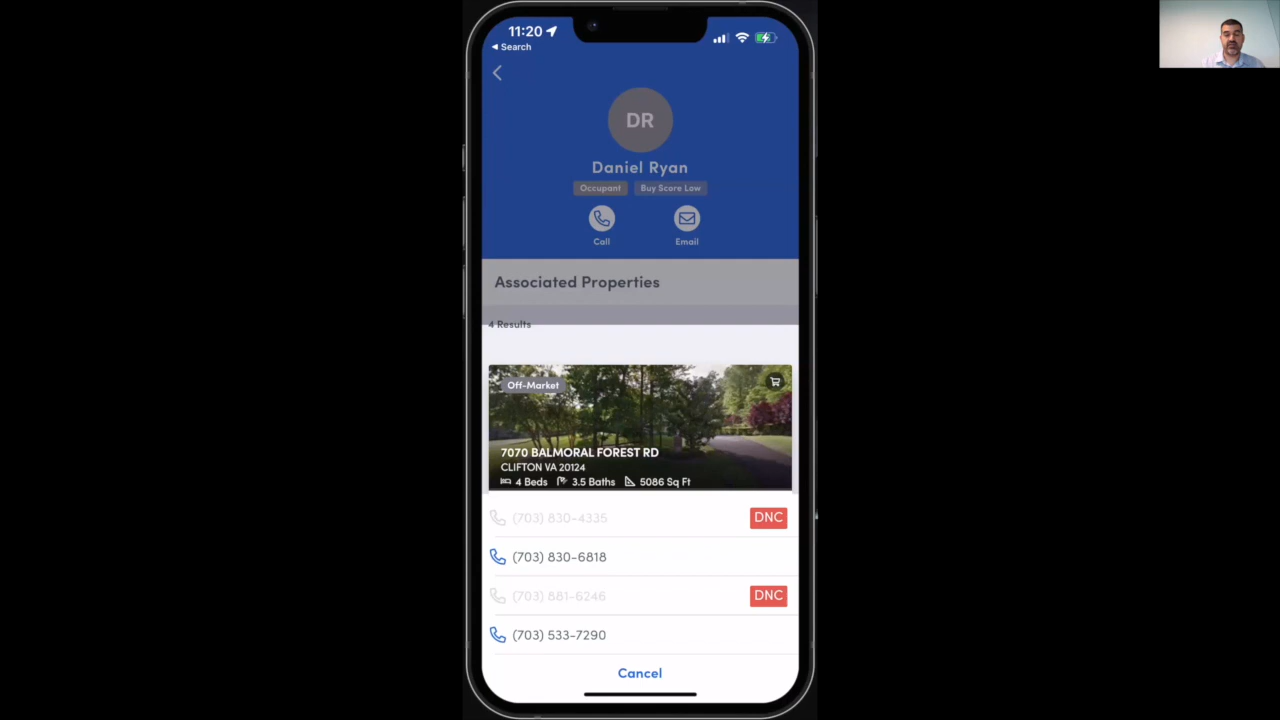 11:20
Search
DR
Daniel Ryan
Occupant Buy Score Low
Call Email
Associated Properties
4 Results
Off-Market
7070 BALMORAL FOREST RD
CLIFTON VA 20124
4 Beds 3.5 Baths 5086 Sq Ft
(703) 830-4335 DNC
(703) 830-6818
(703) 881-6246 DNC
(703) 533-7290
Cancel